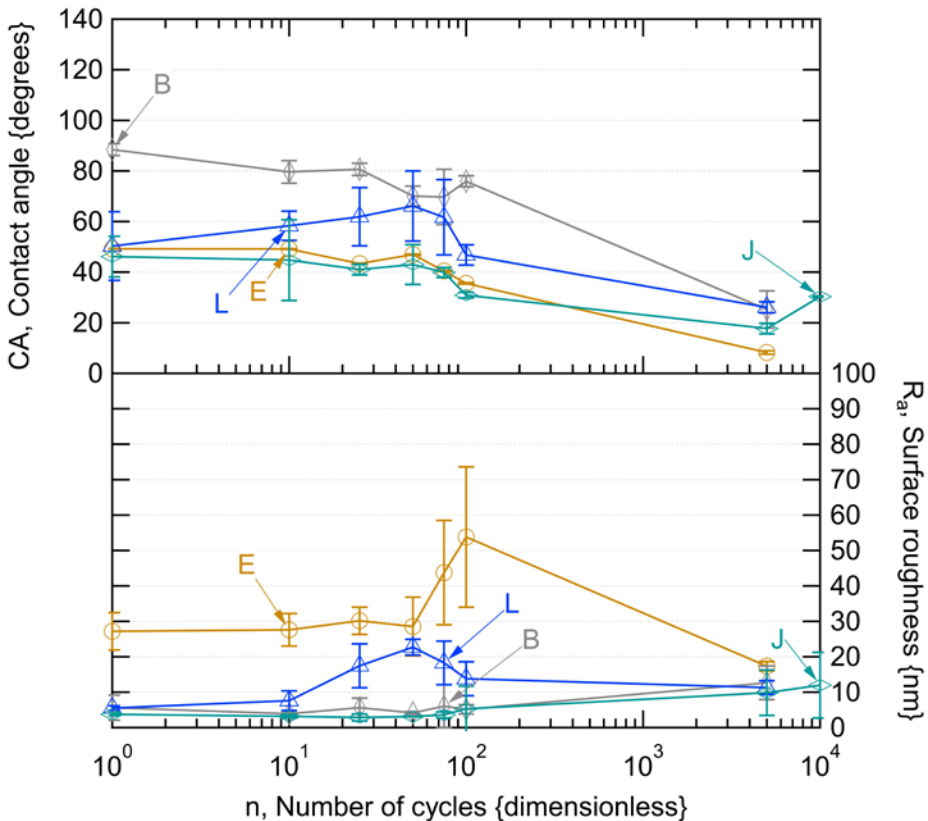 CA, Contact angle {degrees}
140
120
100
80
60
40
20
0
B
L
E
J
R_a, Surface roughness {nm}
100
90
80
70
60
50
40
30
20
10
0
E
L
B
J
10^0 10^1 10^2 10^3 10^4
n, Number of cycles {dimensionless}